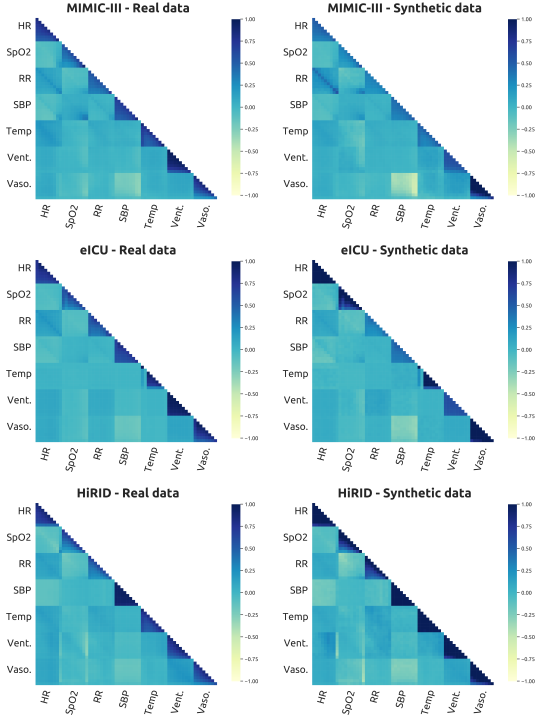 MIMIC-III - Real data
HR
SpO2
RR
SBP
Temp
Vent.
Vaso.
HR
SpO2
RR
SBP
Temp
Vent.
Vaso.
1.00
0.75
0.50
0.25
0.00
−0.25
−0.50
−0.75
−1.00
MIMIC-III - Synthetic data
HR
SpO2
RR
SBP
Temp
Vent.
Vaso.
HR
SpO2
RR
SBP
Temp
Vent.
Vaso.
1.00
0.75
0.50
0.25
0.00
−0.25
−0.50
−0.75
−1.00
eICU - Real data
HR
SpO2
RR
SBP
Temp
Vent.
Vaso.
HR
SpO2
RR
SBP
Temp
Vent.
Vaso.
1.00
0.75
0.50
0.25
0.00
−0.25
−0.50
−0.75
−1.00
eICU - Synthetic data
HR
SpO2
RR
SBP
Temp
Vent.
Vaso.
HR
SpO2
RR
SBP
Temp
Vent.
Vaso.
1.00
0.75
0.50
0.25
0.00
−0.25
−0.50
−0.75
−1.00
HiRID - Real data
HR
SpO2
RR
SBP
Temp
Vent.
Vaso.
HR
SpO2
RR
SBP
Temp
Vent.
Vaso.
1.00
0.75
0.50
0.25
0.00
−0.25
−0.50
−0.75
−1.00
HiRID - Synthetic data
HR
SpO2
RR
SBP
Temp
Vent.
Vaso.
HR
SpO2
RR
SBP
Temp
Vent.
Vaso.
1.00
0.75
0.50
0.25
0.00
−0.25
−0.50
−0.75
−1.00